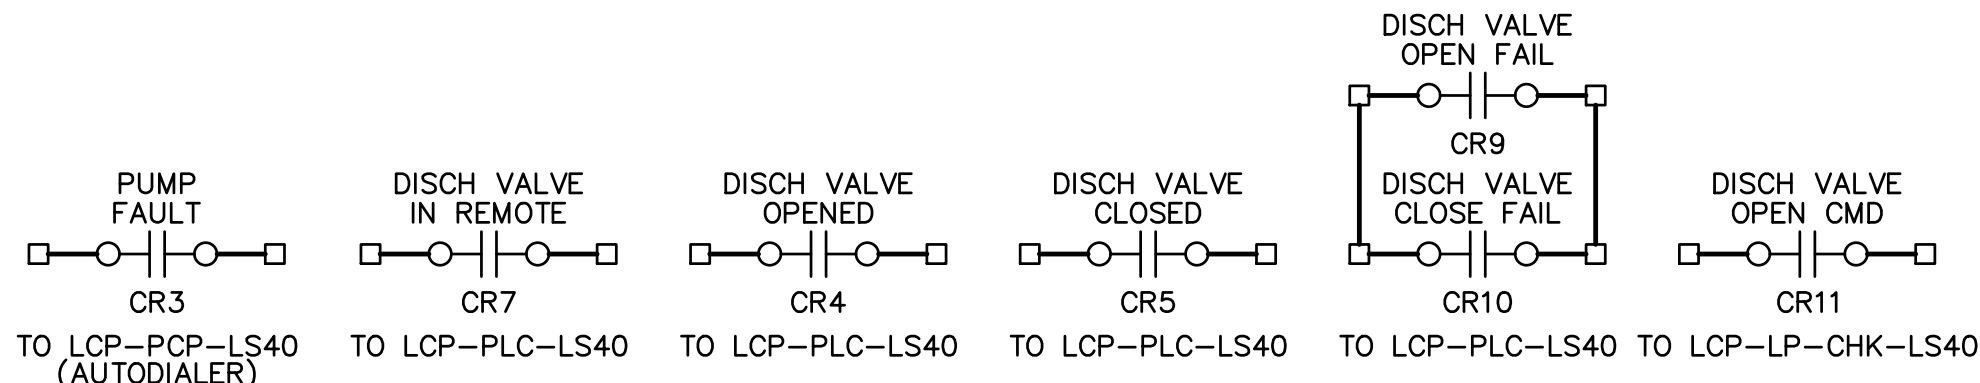 DISCH VALVE
OPEN FAIL
CR9
PUMP
FAULT
CR3
TO LCP-PCP-LS40
(AUTODIALER)
DISCH VALVE
IN REMOTE
CR7
TO LCP-PLC-LS40
DISCH VALVE
OPENED
CR4
TO LCP-PLC-LS40
DISCH VALVE
CLOSED
CR5
TO LCP-PLC-LS40
DISCH VALVE
CLOSE FAIL
CR10
TO LCP-PLC-LS40
DISCH VALVE
OPEN CMD
CR11
TO LCP-LP-CHK-LS40